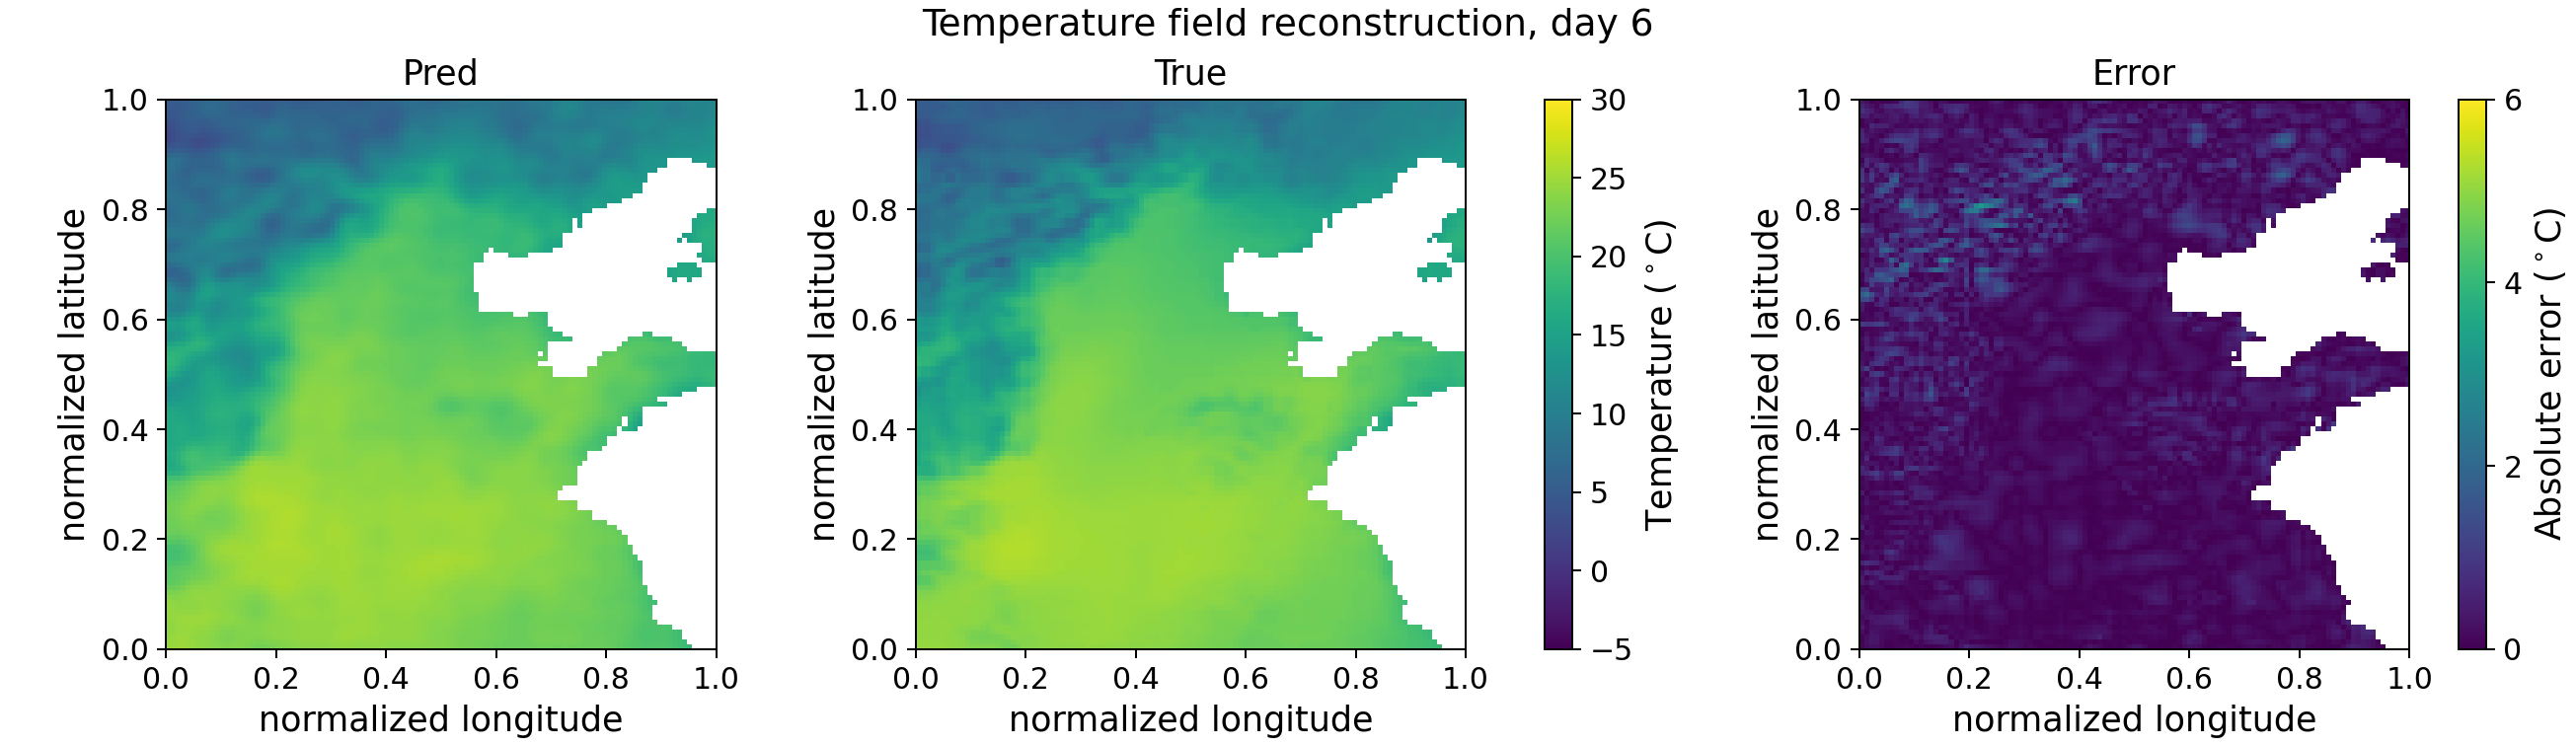 Temperature field reconstruction, day 6
Pred
True
Error
1.0
0.8
0.6
0.4
0.2
0.0
normalized latitude
0.0 0.2 0.4 0.6 0.8 1.0
normalized longitude
1.0
0.8
0.6
0.4
0.2
0.0
normalized latitude
0.0 0.2 0.4 0.6 0.8 1.0
normalized longitude
30
25
20
15
10
5
0
−5
Temperature (°C)
1.0
0.8
0.6
0.4
0.2
0.0
normalized latitude
0.0 0.2 0.4 0.6 0.8 1.0
normalized longitude
6
4
2
0
Absolute error (°C)